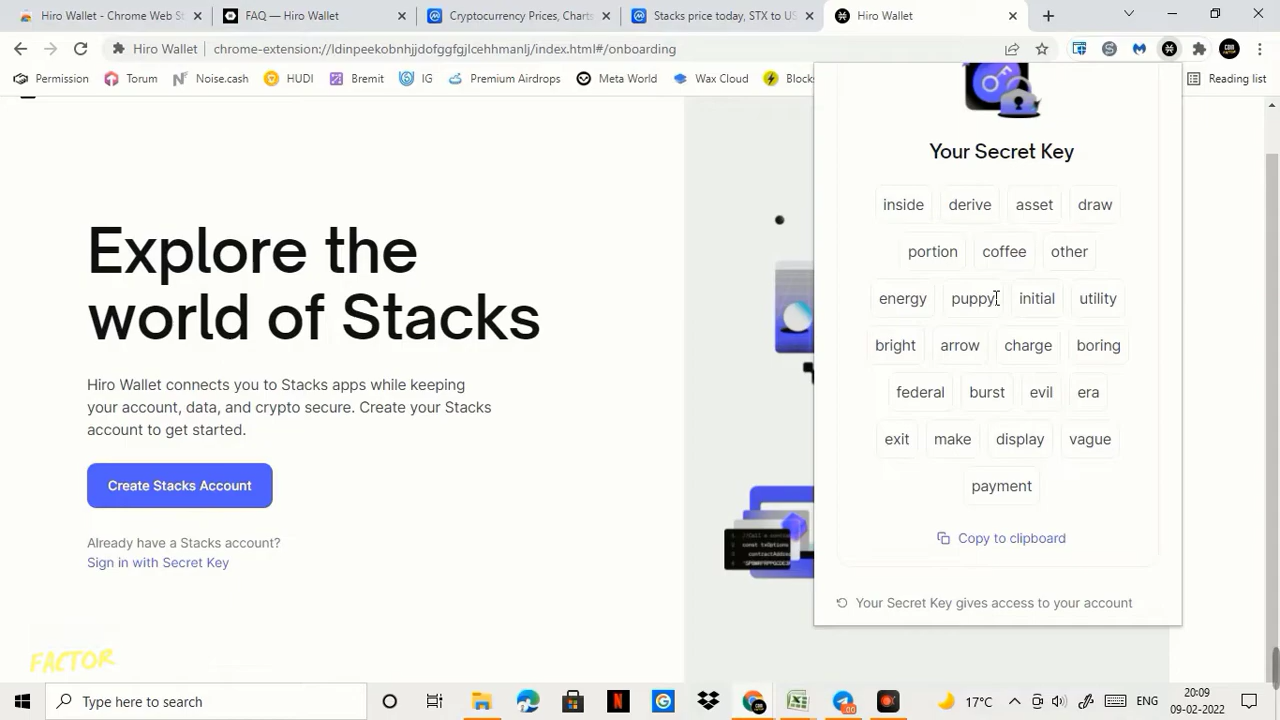 Hiro Wallet - Chrome Web St
FAQ — Hiro Wallet
Cryptocurrency Prices, Charts
Stacks price today, STX to US
Hiro Wallet
Hiro Wallet | chrome-extension://ldinpeekobnhjjdofggfgjlcehhmanlj/index.html#/onboarding
Permission
Torum
Noise.cash
HUDI
Bremit
IG
Premium Airdrops
Meta World
Wax Cloud
Blocks
Reading list
Explore the
world of Stacks
Hiro Wallet connects you to Stacks apps while keeping
your account, data, and crypto secure. Create your Stacks
account to get started.
Create Stacks Account
Already have a Stacks account?
Sign in with Secret Key
Your Secret Key
inside derive asset draw
portion coffee other
energy puppy initial utility
bright arrow charge boring
federal burst evil era
exit make display vague
payment
Copy to clipboard
Your Secret Key gives access to your account
FACTOR
Type here to search
17°C
ENG
20:09
09-02-2022